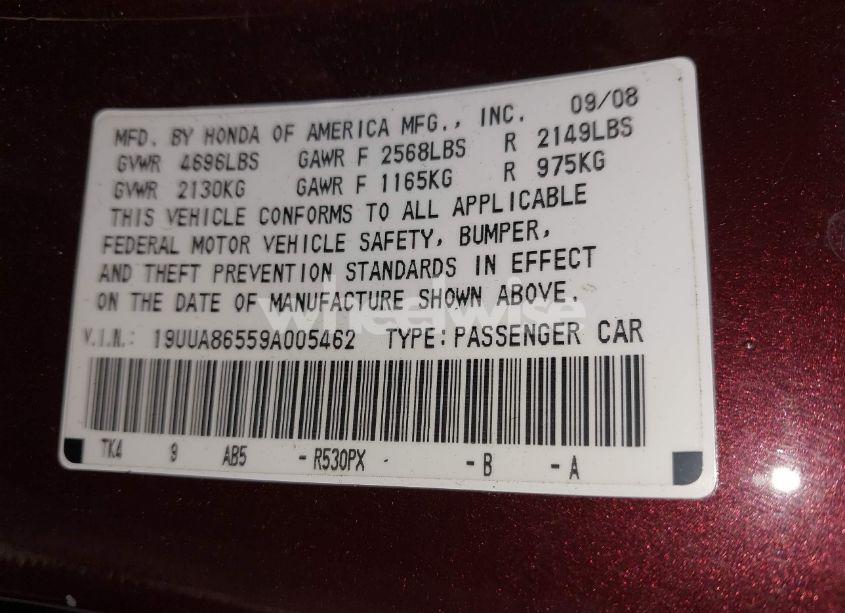 MFD. BY HONDA OF AMERICA MFG., INC. 09/08
GVWR 4696LBS GAWR F 2568LBS R 2149LBS
GVWR 2130KG GAWR F 1165KG R 975KG
THIS VEHICLE CONFORMS TO ALL APPLICABLE
FEDERAL MOTOR VEHICLE SAFETY, BUMPER,
AND THEFT PREVENTION STANDARDS IN EFFECT
ON THE DATE OF MANUFACTURE SHOWN ABOVE.
wheelwise
V.I.N.: 19UUA86559A005462 TYPE: PASSENGER CAR
TK4 9 AB5 - R530PX - - B - A